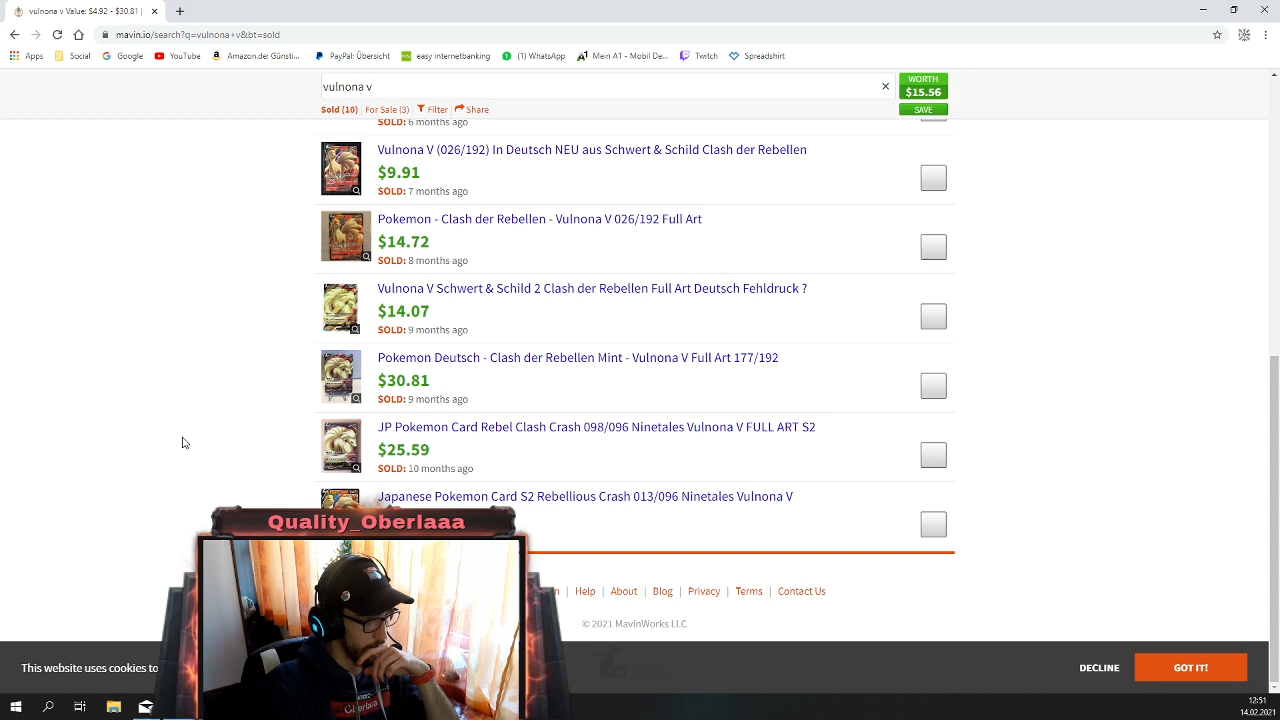 vulnona v Value: $4.92 - $30.81 |
mavin.io/search?q=vulnona+v&bt=sold
Apps Social Google YouTube Amazon.de: Günsti... PayPal: Übersicht easy internetbanking (1) WhatsApp Mein A1 - Mobil De... Twitch Spreadshirt
vulnona v
WORTH
$15.56
Sold (10) | For Sale (3) Filter Share
SAVE
SOLD: 6 months ago
Vulnona V (026/192) In Deutsch NEU aus Schwert & Schild Clash der Rebellen
$9.91
SOLD: 7 months ago
Pokemon - Clash der Rebellen - Vulnona V 026/192 Full Art
$14.72
SOLD: 8 months ago
Vulnona V Schwert & Schild 2 Clash der Rebellen Full Art Deutsch Fehldruck ?
$14.07
SOLD: 9 months ago
Pokemon Deutsch - Clash der Rebellen Mint - Vulnona V Full Art 177/192
$30.81
SOLD: 9 months ago
JP Pokemon Card Rebel Clash Crash 098/096 Ninetales Vulnona V FULL ART S2
$25.59
SOLD: 10 months ago
Japanese Pokemon Card S2 Rebellious Crash 013/096 Ninetales Vulnona V
Quality_Oberlaaa
| Help | About | Blog | Privacy | Terms | Contact Us
© 2021 MavinWorks LLC
This website uses cookies to
DECLINE
GOT IT!
Oberlaaa
12:51
14.02.2021